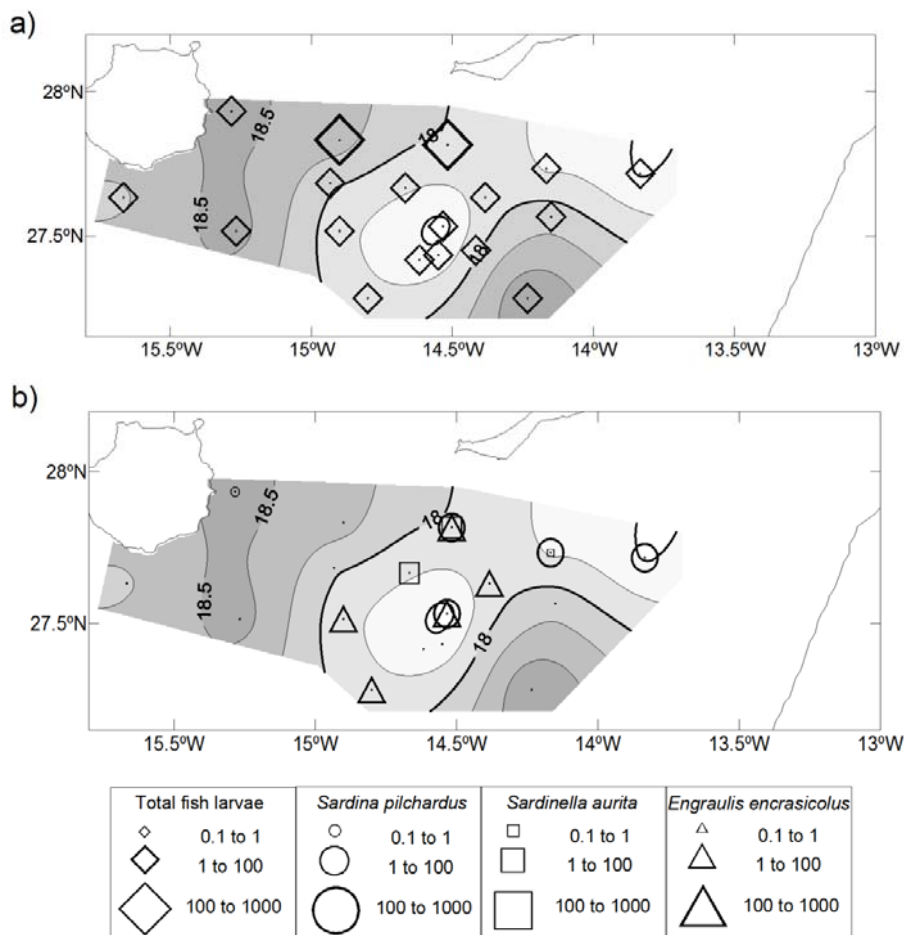 a)
28ºN
27.5ºN
18.5
18.5
18
18
15.5ºW
15ºW
14.5ºW
14ºW
13.5ºW
13ºW
b)
28ºN
27.5ºN
18.5
18.5
18
18
15.5ºW
15ºW
14.5ºW
14ºW
13.5ºW
13ºW
Total fish larvae
0.1 to 1
1 to 100
100 to 1000
Sardina pilchardus
0.1 to 1
1 to 100
100 to 1000
Sardinella aurita
0.1 to 1
1 to 100
100 to 1000
Engraulis encrasicolus
0.1 to 1
1 to 100
100 to 1000